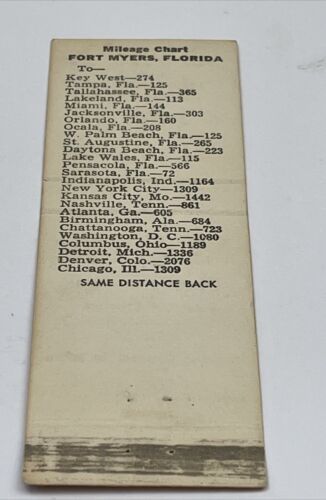 Mileage Chart
FORT MYERS, FLORIDA
To—
Key West—274
Tampa, Fla.—125
Tallahassee, Fla.—365
Lakeland, Fla.—113
Miami, Fla.—144
Jacksonville, Fla.—303
Orlando, Fla.—160
Ocala, Fla.—208
W. Palm Beach, Fla.—125
St. Augustine, Fla.—265
Daytona Beach, Fla.—223
Lake Wales, Fla.—115
Pensacola, Fla.—566
Sarasota, Fla.—72
Indianapolis, Ind.—1164
New York City—1309
Kansas City, Mo.—1442
Nashville, Tenn.—861
Atlanta, Ga.—605
Birmingham, Ala.—684
Chattanooga, Tenn.—723
Washington, D. C.—1080
Columbus, Ohio—1189
Detroit, Mich.—1336
Denver, Colo.—2076
Chicago, Ill.—1309
SAME DISTANCE BACK